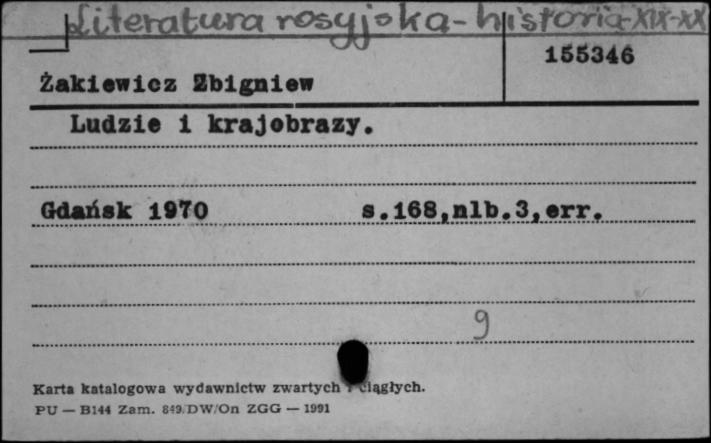 Literatura rosyjska - historia - XIX-XX
155346
Żakiewicz Zbigniew
Ludzie i krajobrazy.
Gdańsk 1970 s.168,nlb.3,err.
9
Karta katalogowa wydawnictw zwartych i ciągłych.
PU — B144 Zam. 849/DW/On ZGG — 1991